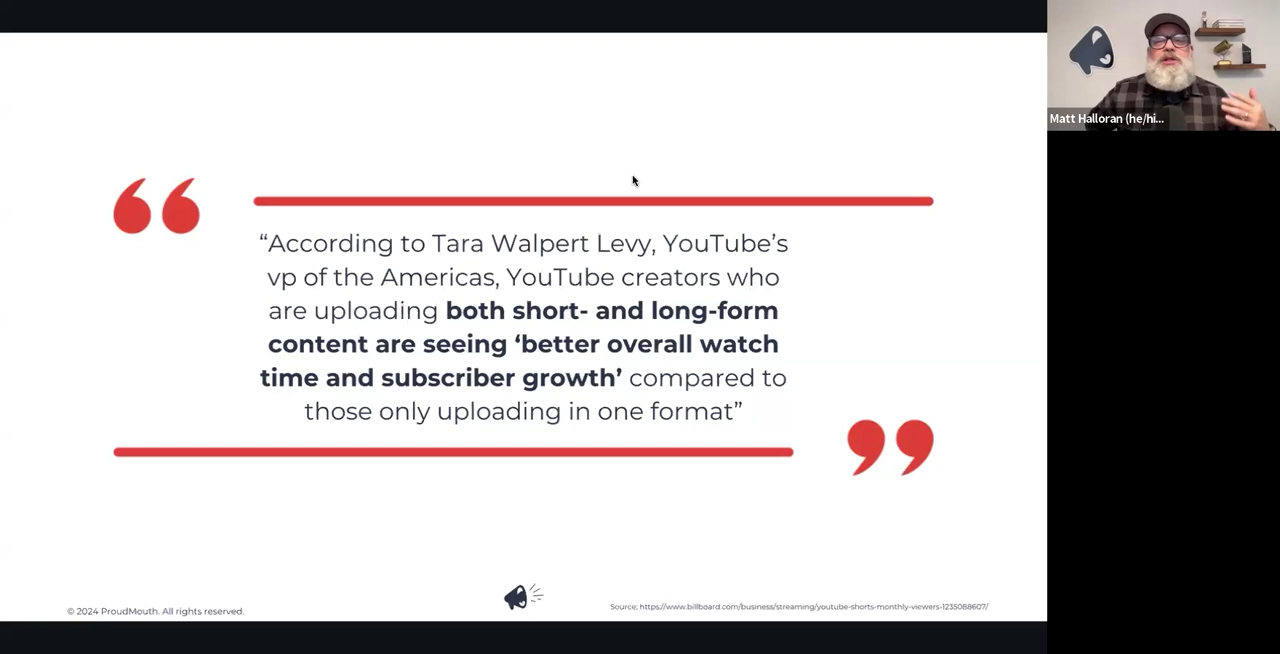 “According to Tara Walpert Levy, YouTube’s
vp of the Americas, YouTube creators who
are uploading both short- and long-form
content are seeing ‘better overall watch
time and subscriber growth’ compared to
those only uploading in one format”
© 2024 ProudMouth. All rights reserved.
Source: https://www.billboard.com/business/streaming/youtube-shorts-monthly-viewers-1235088607/
Matt Halloran (he/hi...